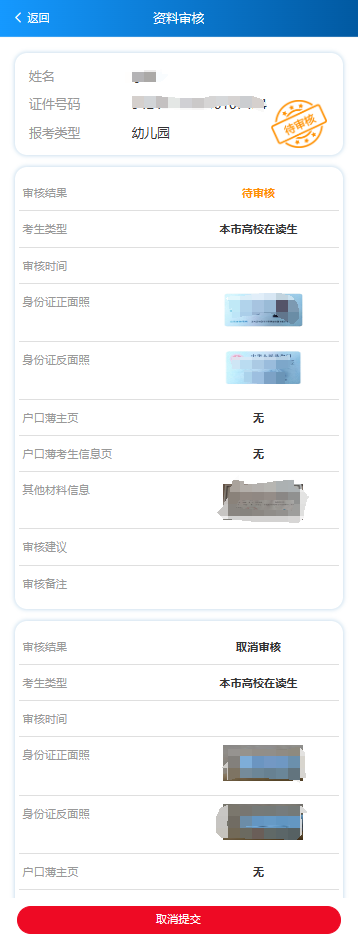 返回
资料审核
姓名
证件号码
报考类型 幼儿园
待审核
审核结果 待审核
考生类型 本市高校在读生
审核时间
身份证正面照
身份证反面照
户口薄主页 无
户口薄考生信息页 无
其他材料信息
审核建议
审核备注
审核结果 取消审核
考生类型 本市高校在读生
审核时间
身份证正面照
身份证反面照
户口薄主页 无
取消提交